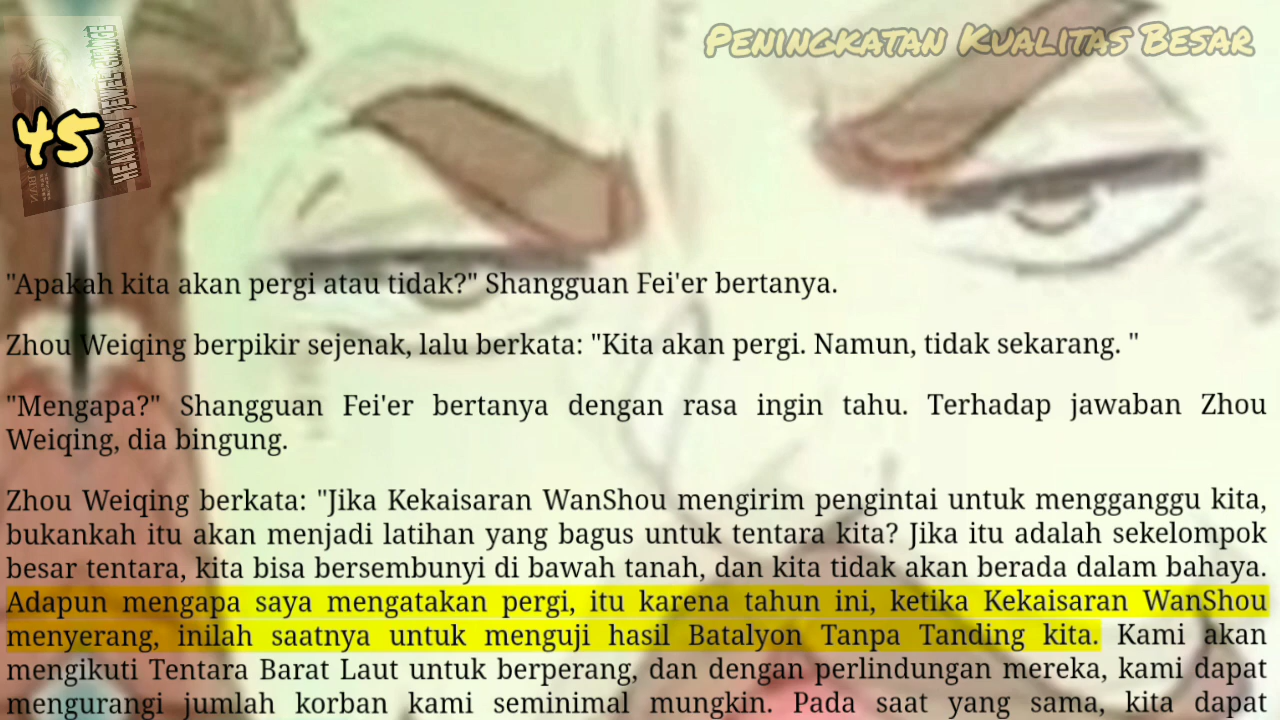 Peningkatan Kualitas Besar
45
HEAVENLY JEWEL CHANGE
"Apakah kita akan pergi atau tidak?" Shangguan Fei'er bertanya.
Zhou Weiqing berpikir sejenak, lalu berkata: "Kita akan pergi. Namun, tidak sekarang. "
"Mengapa?" Shangguan Fei'er bertanya dengan rasa ingin tahu. Terhadap jawaban Zhou
Weiqing, dia bingung.
Zhou Weiqing berkata: "Jika Kekaisaran WanShou mengirim pengintai untuk mengganggu kita,
bukankah itu akan menjadi latihan yang bagus untuk tentara kita? Jika itu adalah sekelompok
besar tentara, kita bisa bersembunyi di bawah tanah, dan kita tidak akan berada dalam bahaya.
Adapun mengapa saya mengatakan pergi, itu karena tahun ini, ketika Kekaisaran WanShou
menyerang, inilah saatnya untuk menguji hasil Batalyon Tanpa Tanding kita. Kami akan
mengikuti Tentara Barat Laut untuk berperang, dan dengan perlindungan mereka, kami dapat
mengurangi jumlah korban kami seminimal mungkin. Pada saat yang sama, kita dapat